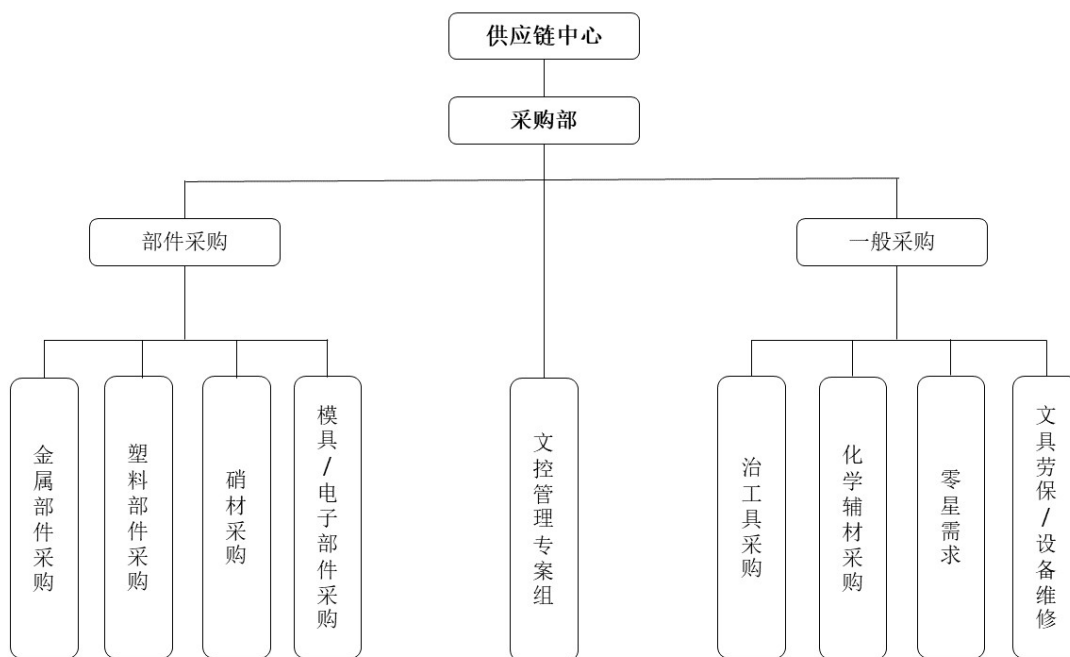 供应链中心
采购部
部件采购
一般采购
金属部件采购
塑料部件采购
硝材采购
模具/电子部件采购
文控管理专案组
治工具采购
化学辅材采购
零星需求
文具劳保/设备维修